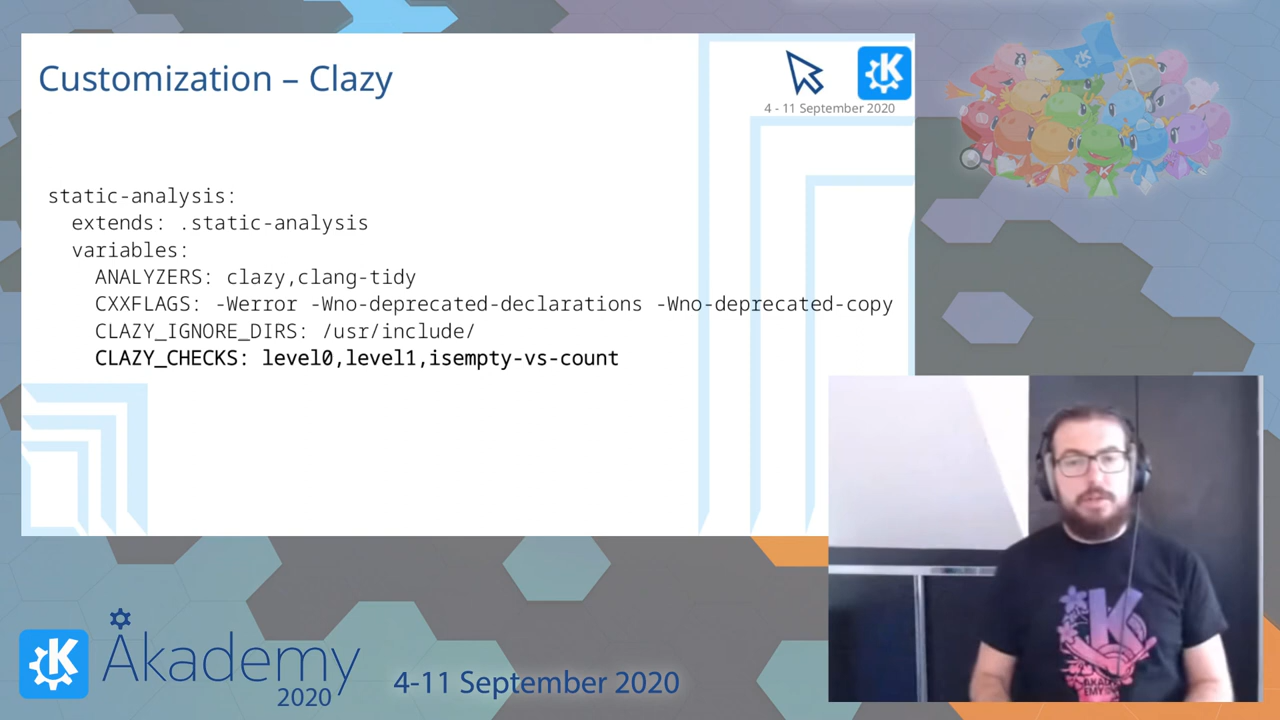 Customization – Clazy
4 - 11 September 2020
static-analysis:
extends: .static-analysis
variables:
ANALYZERS: clazy,clang-tidy
CXXFLAGS: -Werror -Wno-deprecated-declarations -Wno-deprecated-copy
CLAZY_IGNORE_DIRS: /usr/include/
CLAZY_CHECKS: level0,level1,isempty-vs-count
K
AKADEMY
Akademy
2020
4-11 September 2020